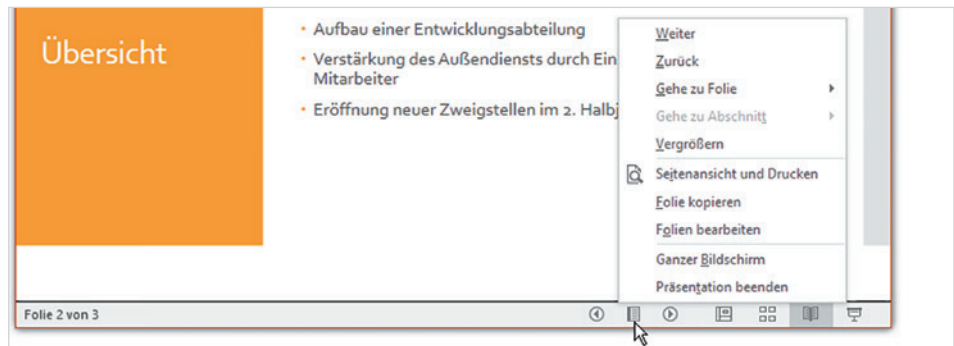 Übersicht
• Aufbau einer Entwicklungsabteilung
• Verstärkung des Außendiensts durch Ein
Mitarbeiter
• Eröffnung neuer Zweigstellen im 2. Halbj
Weiter
Zurück
Gehe zu Folie
Gehe zu Abschnitt
Vergrößern
Seitenansicht und Drucken
Folie kopieren
Folien bearbeiten
Ganzer Bildschirm
Präsentation beenden
Folie 2 von 3